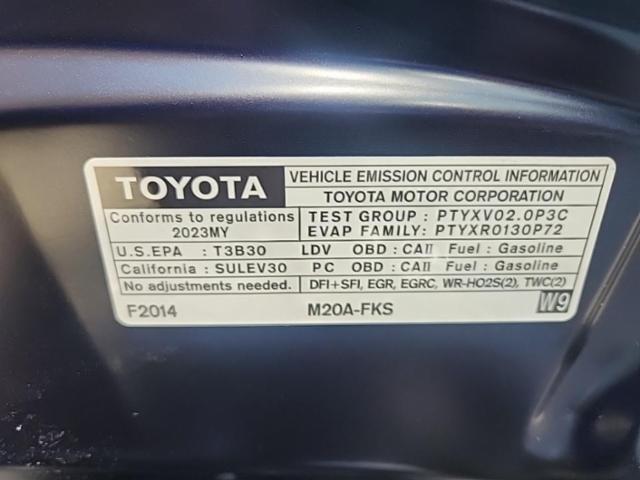 TOYOTA
VEHICLE EMISSION CONTROL INFORMATION
TOYOTA MOTOR CORPORATION
Conforms to regulations
2023MY
TEST GROUP : PTYXV02.0P3C
EVAP FAMILY: PTYXR0130P72
U.S.EPA : T3B30 LDV OBD : CAII Fuel : Gasoline
California : SULEV30 PC OBD : CAII Fuel : Gasoline
No adjustments needed. DFI+SFI, EGR, EGRC, WR-HO2S(2), TWC(2)
F2014 M20A-FKS W9